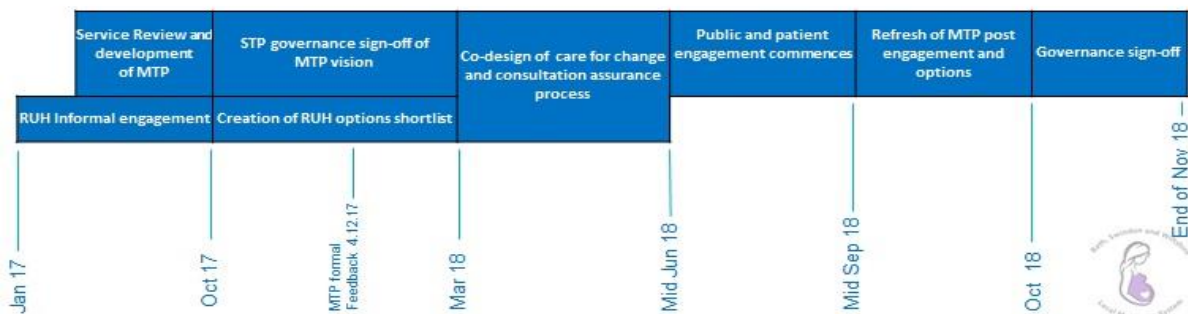 Service Review and
development
of MTP
STP governance sign-off of
MTP vision
Co-design of care for change
and consultation assurance
process
Public and patient
engagement commences
Refresh of MTP post
engagement and
options
Governance sign-off
RUH Informal engagement
Creation of RUH options shortlist
Jan 17
Oct 17
MTP formal
Feedback 4.12.17
Mar 18
Mid Jun 18
Mid Sep 18
Oct 18
End of Nov 18
Bath, Swindon and